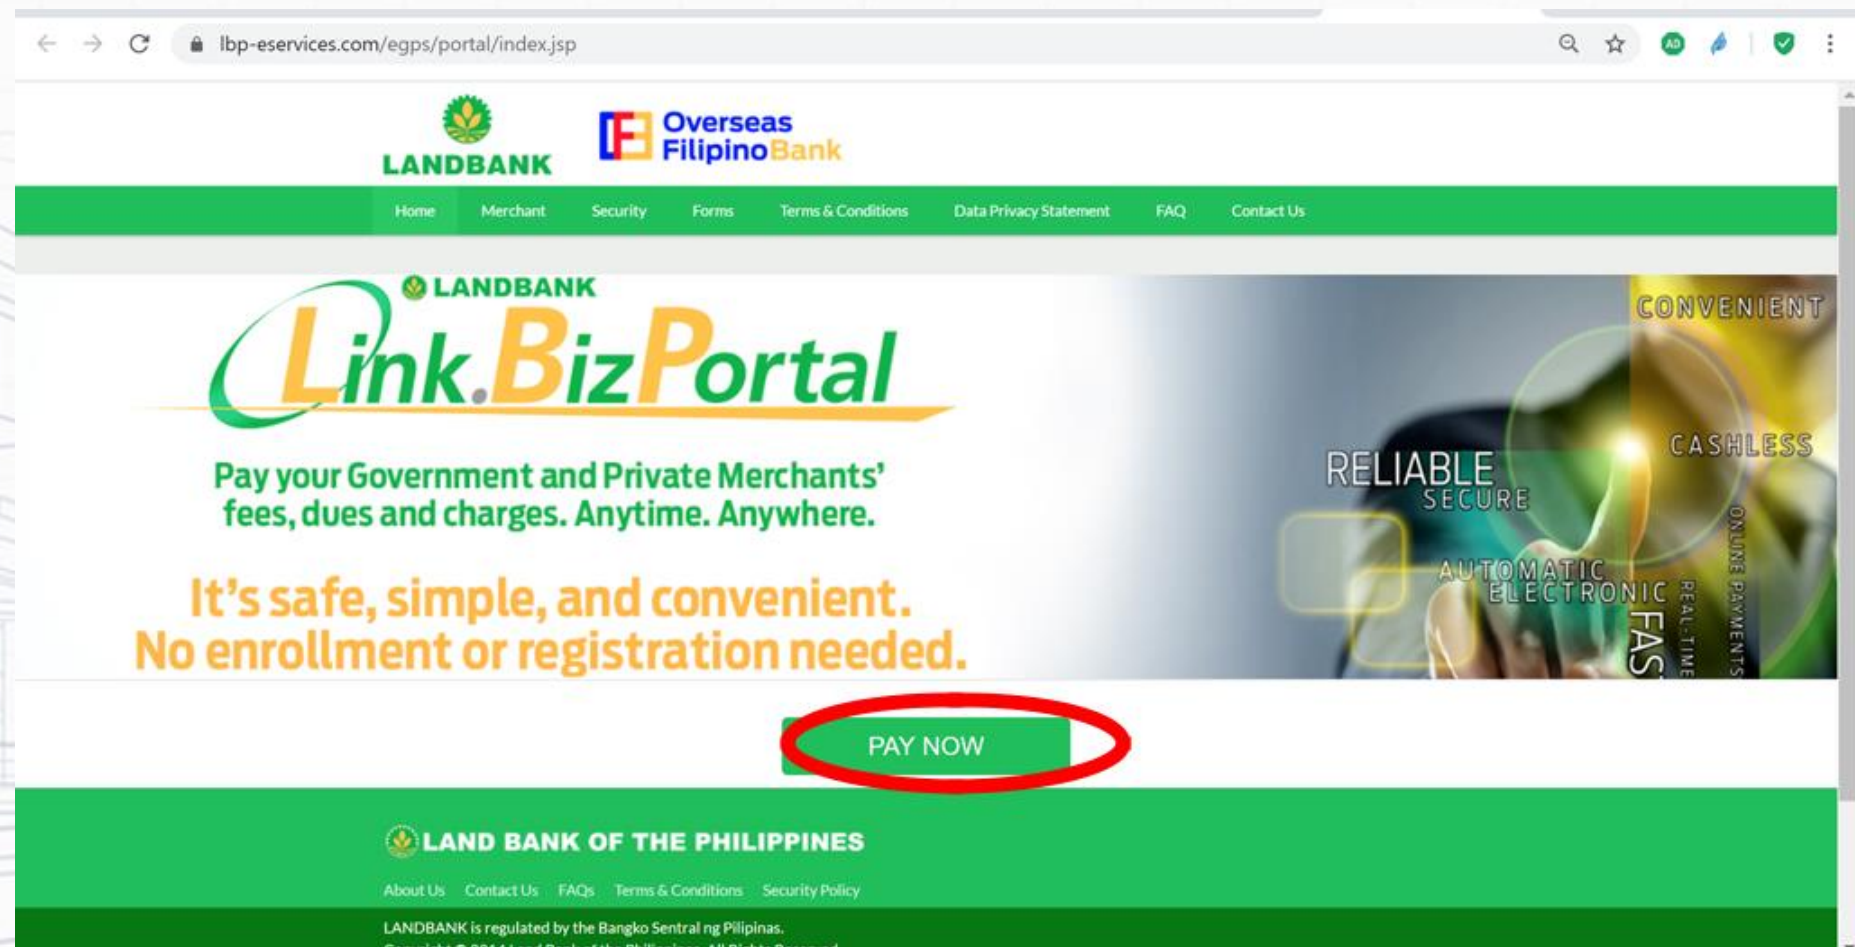 lbp-eservices.com/egps/portal/index.jsp
AD
LANDBANK
Overseas
FilipinoBank
Home Merchant Security Forms Terms & Conditions Data Privacy Statement FAQ Contact Us
LANDBANK
Link.BizPortal
Pay your Government and Private Merchants'
fees, dues and charges. Anytime. Anywhere.
It's safe, simple, and convenient.
No enrollment or registration needed.
CONVENIENT
CASHLESS
RELIABLE
SECURE
AUTOMATIC
ELECTRONIC
FAS
REAL-TIME
ONLINE PAYMENTS
PAY NOW
LAND BANK OF THE PHILIPPINES
About Us Contact Us FAQs Terms & Conditions Security Policy
LANDBANK is regulated by the Bangko Sentral ng Pilipinas.